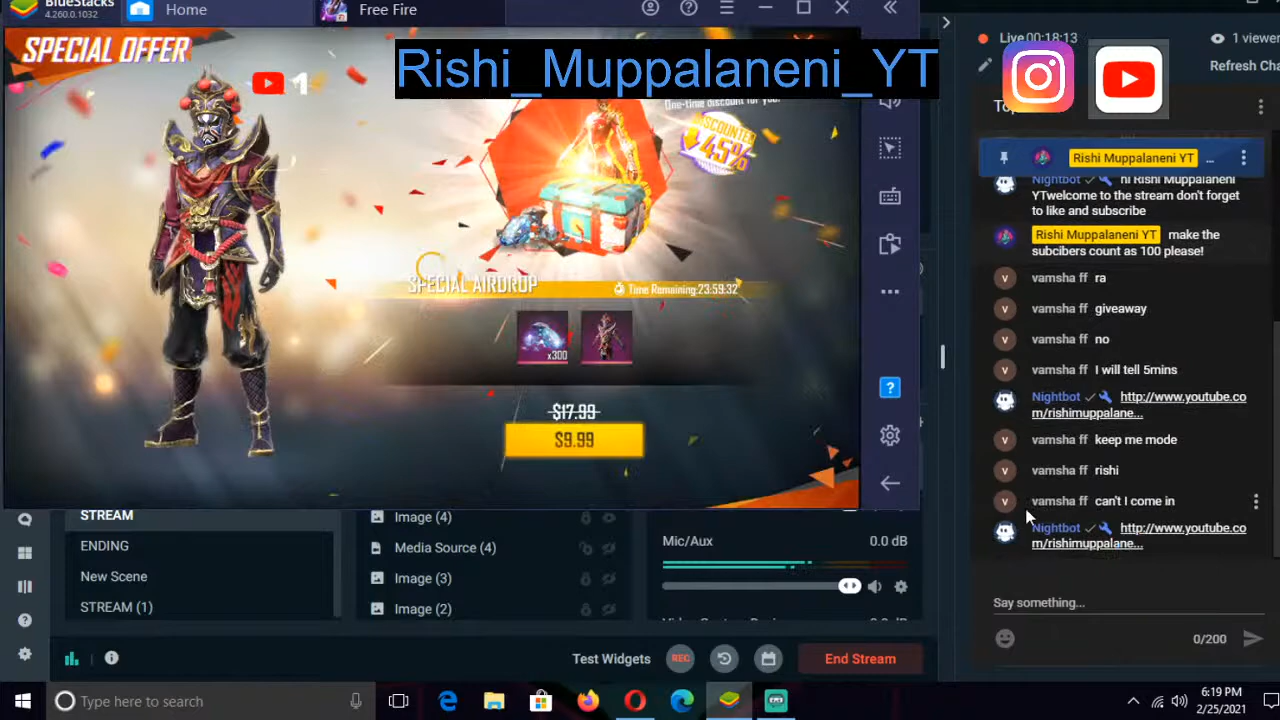 BlueStacks
4.260.0.1032
Home
Free Fire
SPECIAL OFFER
1
Rishi_Muppalaneni_YT
One-time discount for you!
DISCOUNTED
45%
SPECIAL AIRDROP
Time Remaining:23:59:32
x300
$17.99
$9.99
Live 00:18:13
1 viewer
Refresh Cha
Rishi Muppalaneni YT ...
Nightbot hi Rishi Muppalaneni
YTwelcome to the stream don't forget
to like and subscribe
Rishi Muppalaneni YT make the
subcibers count as 100 please!
vamsha ff ra
vamsha ff giveaway
vamsha ff no
vamsha ff I will tell 5mins
Nightbot http://www.youtube.co
m/rishimuppalane...
vamsha ff keep me mode
vamsha ff rishi
vamsha ff can't I come in
Nightbot http://www.youtube.co
m/rishimuppalane...
Say something...
0/200
STREAM
ENDING
New Scene
STREAM (1)
Image (4)
Media Source (4)
Image (3)
Image (2)
Mic/Aux
0.0 dB
Test Widgets
REC
End Stream
Type here to search
6:19 PM
2/25/2021